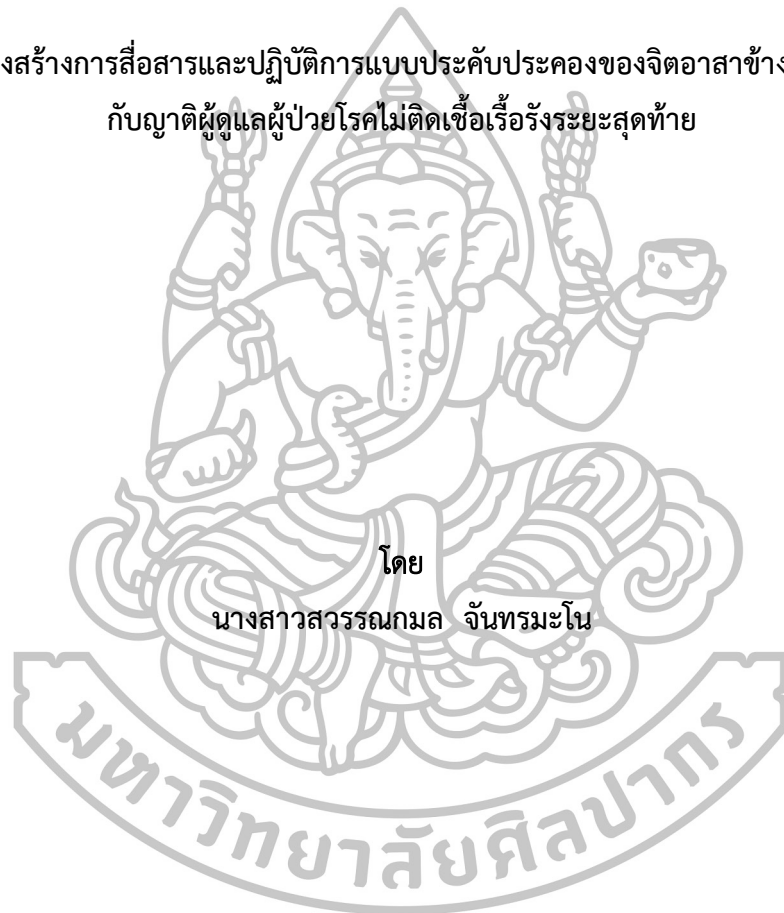 งสร้างการสื่อสารและปฏิบัติการแบบประคับประคองของจิตอาสาข้าง
กับญาติผู้ดูแลผู้ป่วยโรคไม่ติดเชื้อเรื้อรังระยะสุดท้าย
โดย
นางสาวสวรรณกมล จันทรมะโน
มหาวิทยาลัยศิลปากร